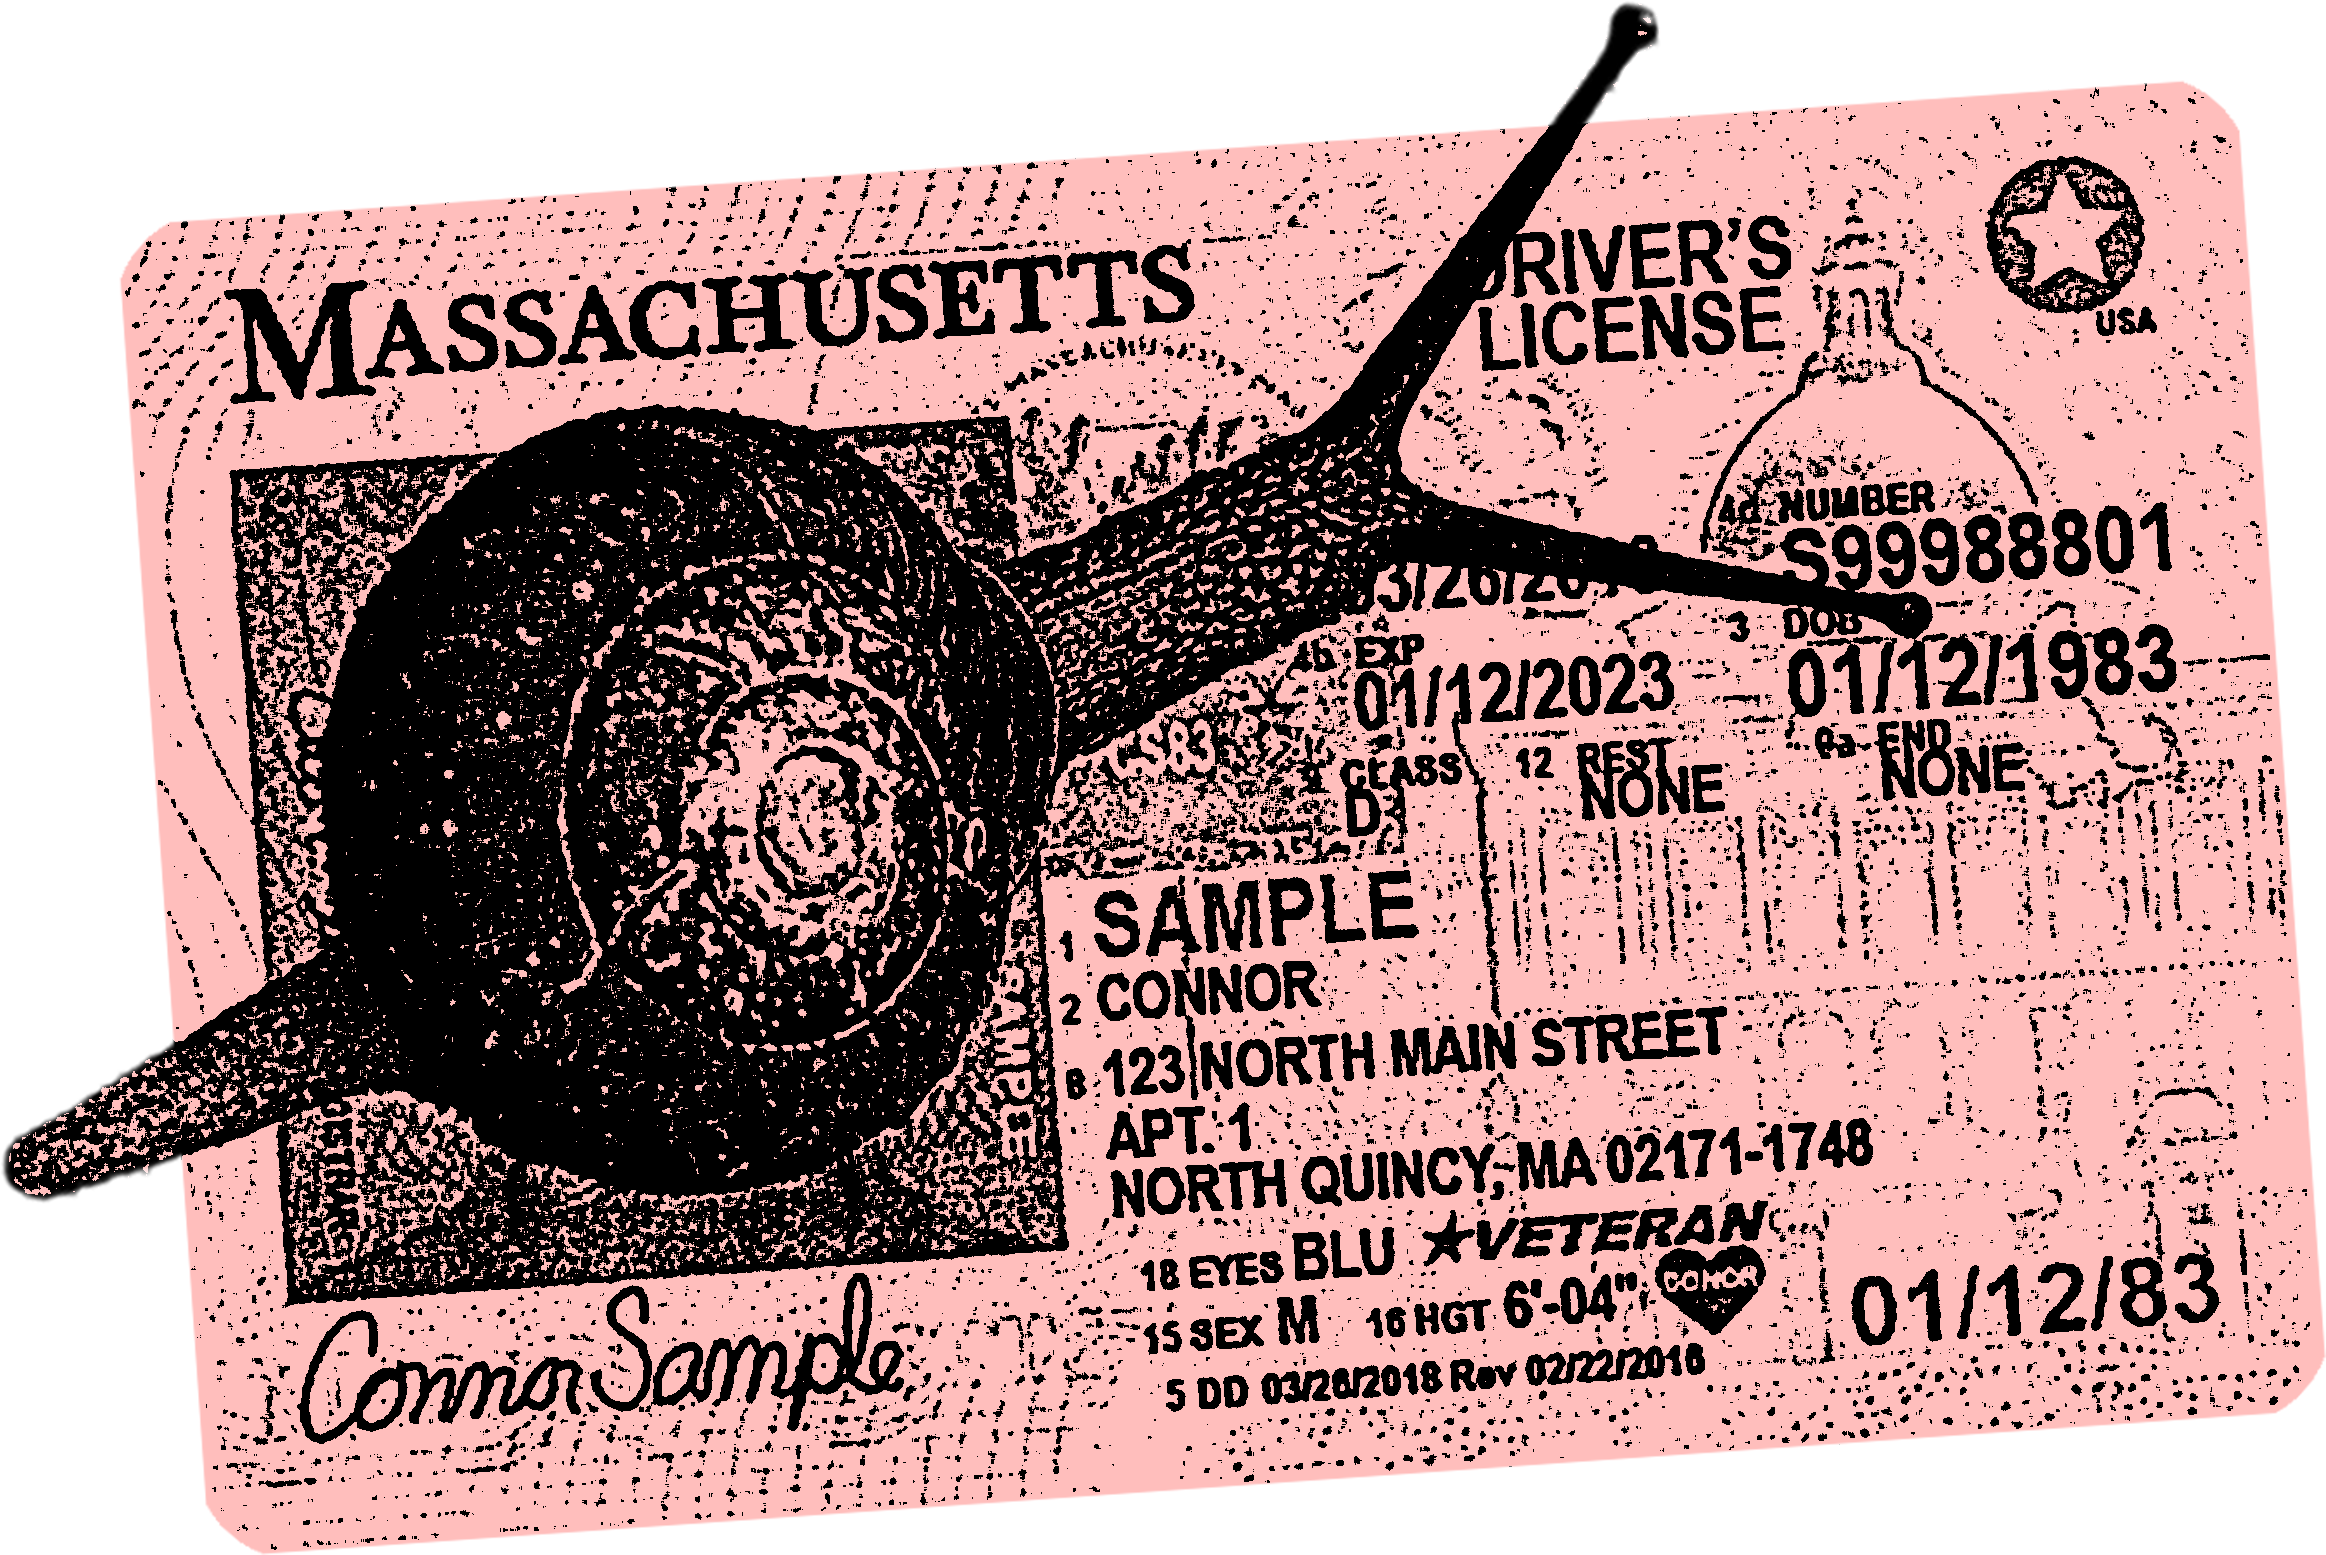 MASSACHUSETTS
DRIVER'S
LICENSE
USA
MASSACHUSETTS
4d NUMBER
S99988801
3/26/2018
3 DOB
4b EXP
01/12/2023
01/12/1983
9 CLASS
D
12 REST
NONE
9a END
NONE
1 SAMPLE
2 CONNOR
8 123 NORTH MAIN STREET
APT. 1
NORTH QUINCY, MA 02171-1748
18 EYES BLU ★VETERAN
15 SEX M 16 HGT 6'-04"
DONOR
01/12/83
5 DD 03/26/2018 Rev 02/22/2016
Connor Sample